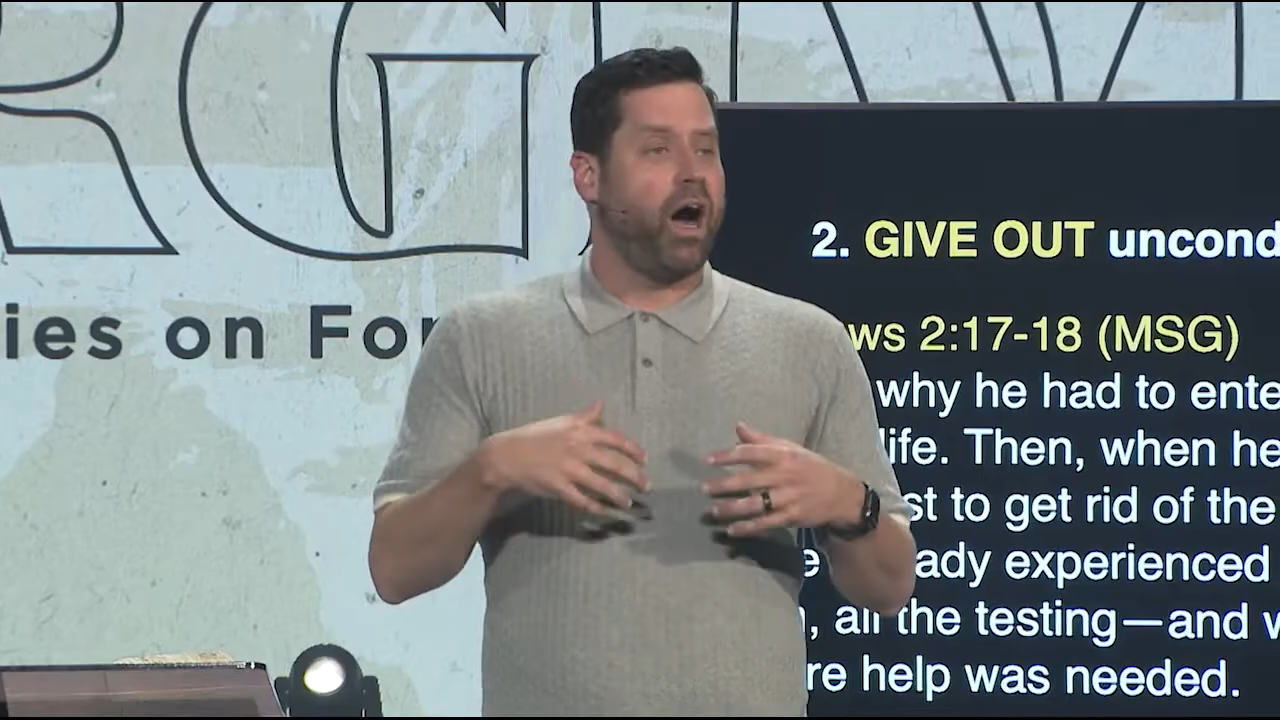 RG
ies on For
2. GIVE OUT uncond
ws 2:17-18 (MSG)
why he had to ente
life. Then, when he
st to get rid of the
ady experienced
, all the testing—and w
re help was needed.